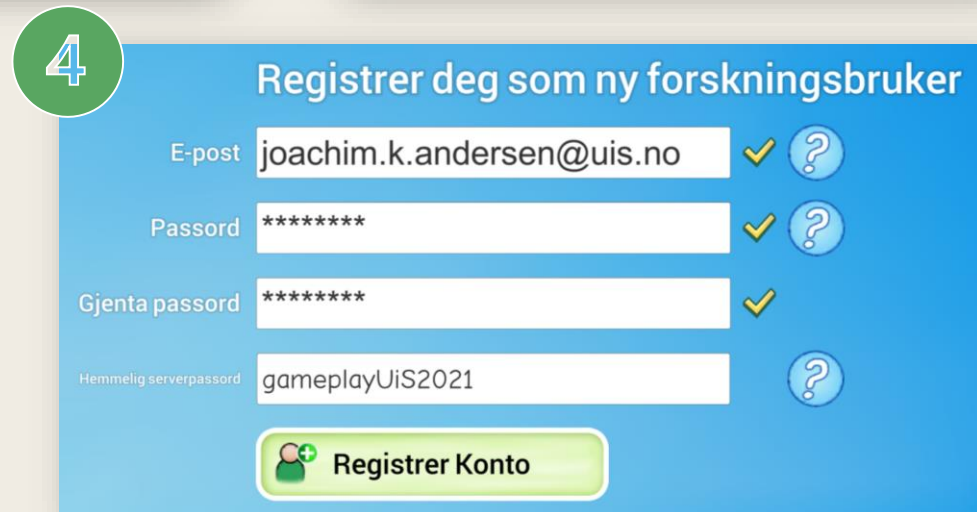 4
Registrer deg som ny forskningsbruker
E-post joachim.k.andersen@uis.no ?
Passord ******** ?
Gjenta passord ********
Hemmelig serverpassord gameplayUiS2021 ?
Registrer Konto